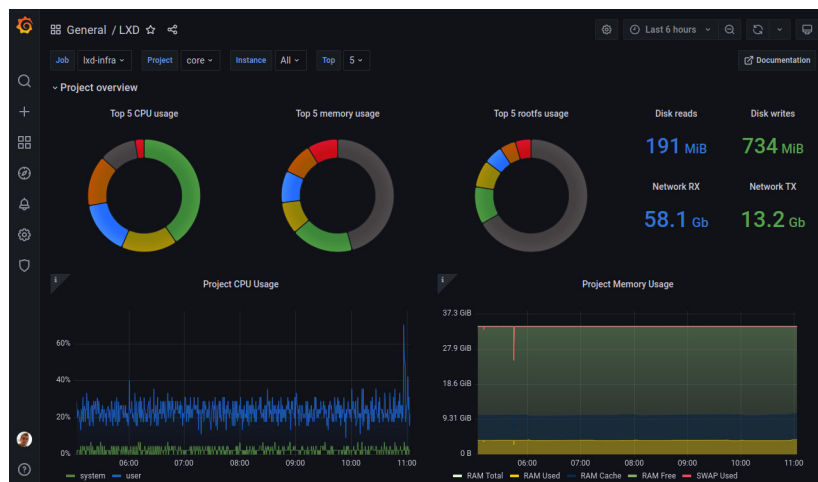 General / LXD
Last 6 hours
Job lxd-infra Project core Instance All Top 5 Documentation
Project overview
Top 5 CPU usage
Top 5 memory usage
Top 5 rootfs usage
Disk reads
Disk writes
191 MiB
734 MiB
Network RX
Network TX
58.1 Gb
13.2 Gb
i
Project CPU Usage
60%
40%
20%
0%
06:00 07:00 08:00 09:00 10:00 11:00
system user
i
Project Memory Usage
37.3 GiB
27.9 GiB
18.6 GiB
9.31 GiB
0 B
06:00 07:00 08:00 09:00 10:00 11:00
RAM Total RAM Used RAM Cache RAM Free SWAP Used